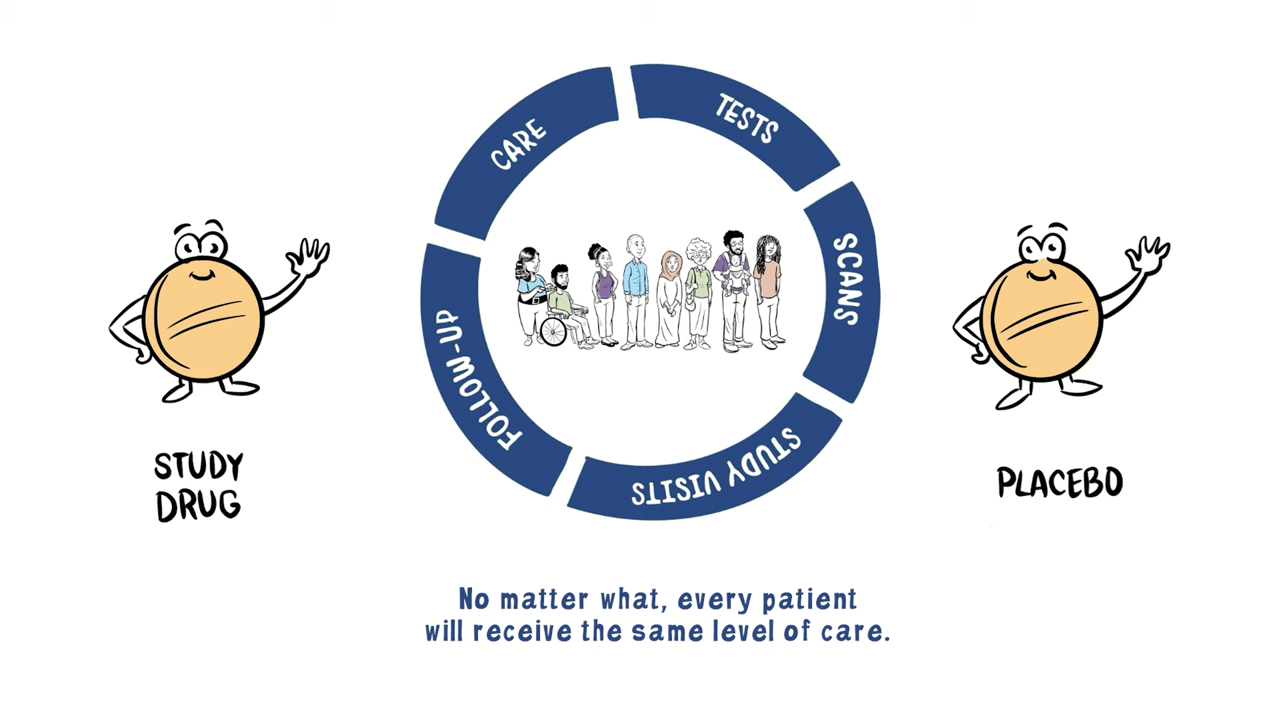 CARE
TESTS
SCANS
STUDY VISITS
FOLLOW-UP
STUDY
DRUG
PLACEBO
No matter what, every patient
will receive the same level of care.